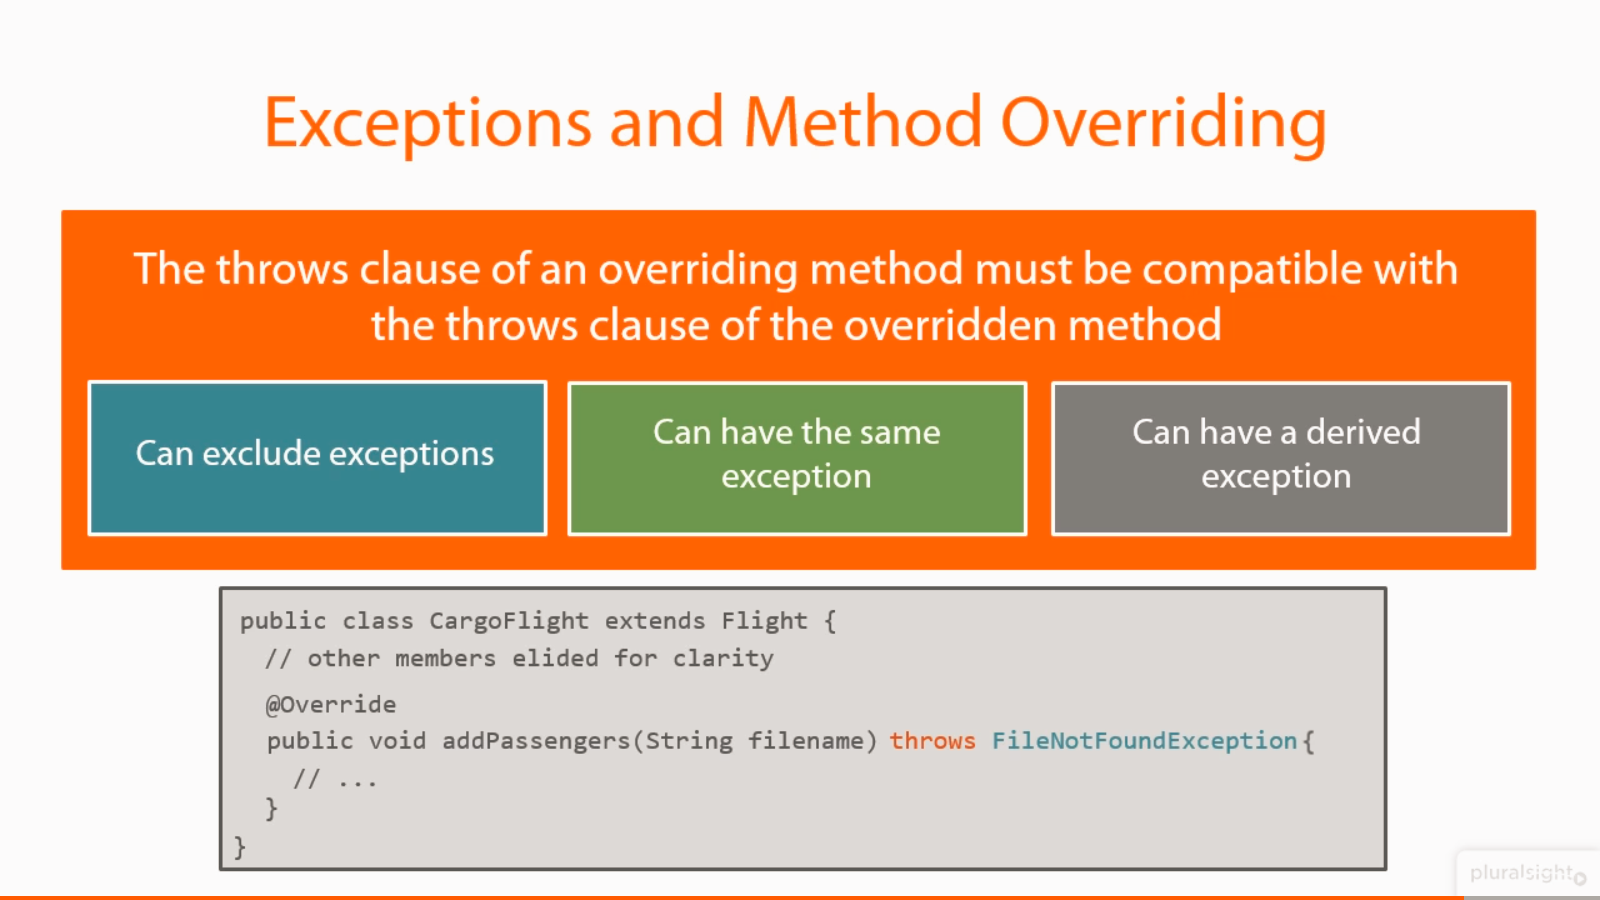 Exceptions and Method Overriding
The throws clause of an overriding method must be compatible with
the throws clause of the overridden method
Can exclude exceptions
Can have the same
exception
Can have a derived
exception
public class CargoFlight extends Flight {
// other members elided for clarity
@Override
public void addPassengers(String filename) throws FileNotFoundException{
// ...
}
}
pluralsight